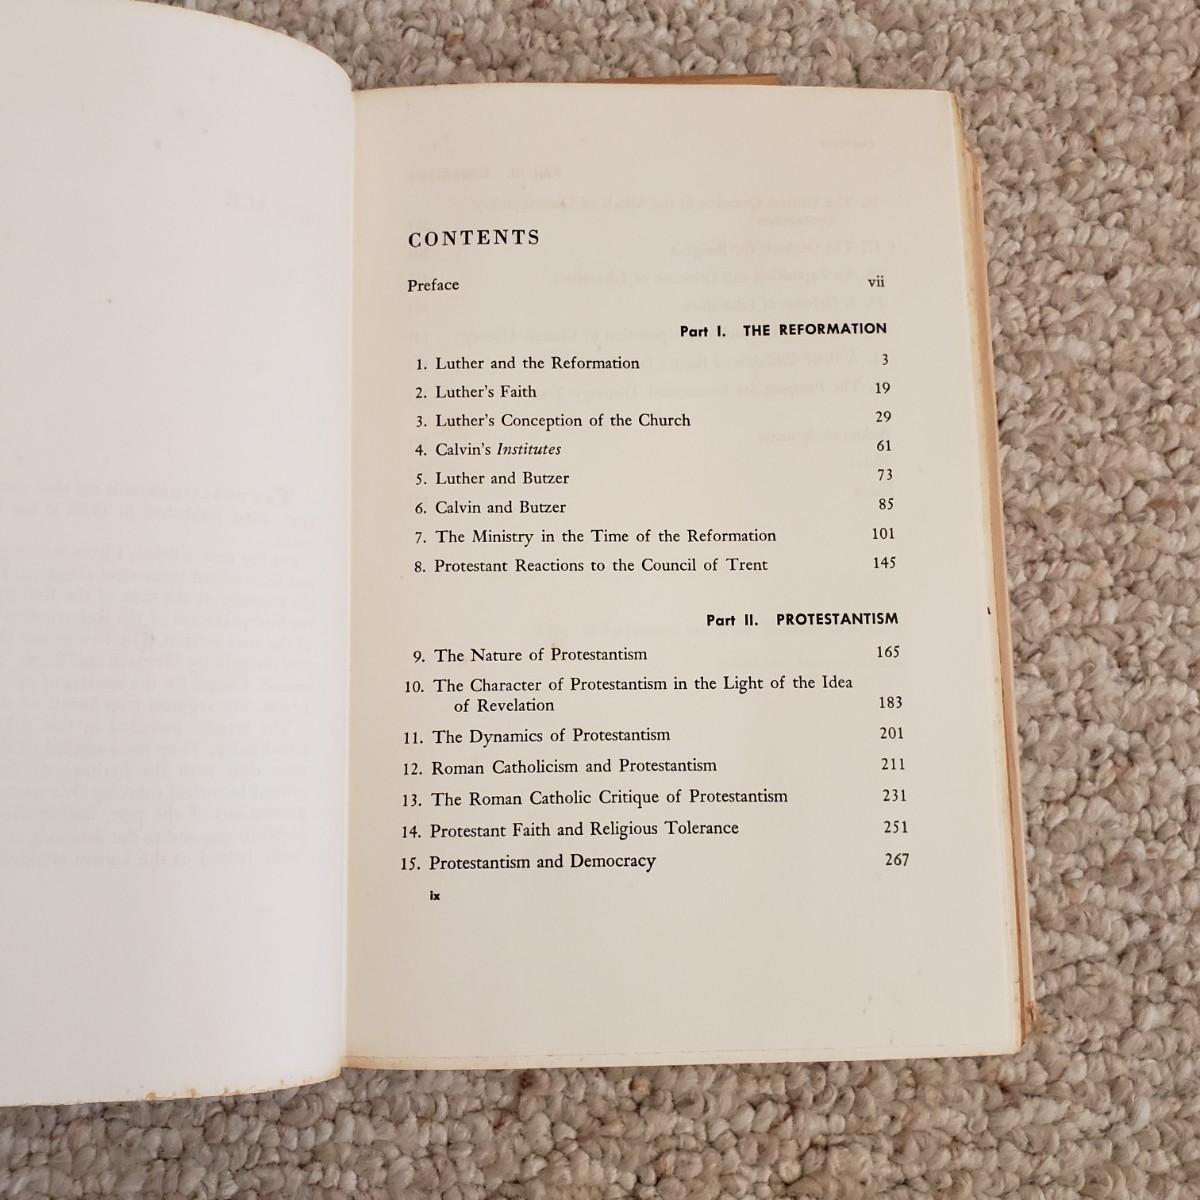 CONTENTS
Preface vii
Part I. THE REFORMATION
1. Luther and the Reformation 3
2. Luther's Faith 19
3. Luther's Conception of the Church 29
4. Calvin's Institutes 61
5. Luther and Butzer 73
6. Calvin and Butzer 85
7. The Ministry in the Time of the Reformation 101
8. Protestant Reactions to the Council of Trent 145
Part II. PROTESTANTISM
9. The Nature of Protestantism 165
10. The Character of Protestantism in the Light of the Idea
of Revelation 183
11. The Dynamics of Protestantism 201
12. Roman Catholicism and Protestantism 211
13. The Roman Catholic Critique of Protestantism 231
14. Protestant Faith and Religious Tolerance 251
15. Protestantism and Democracy 267
ix